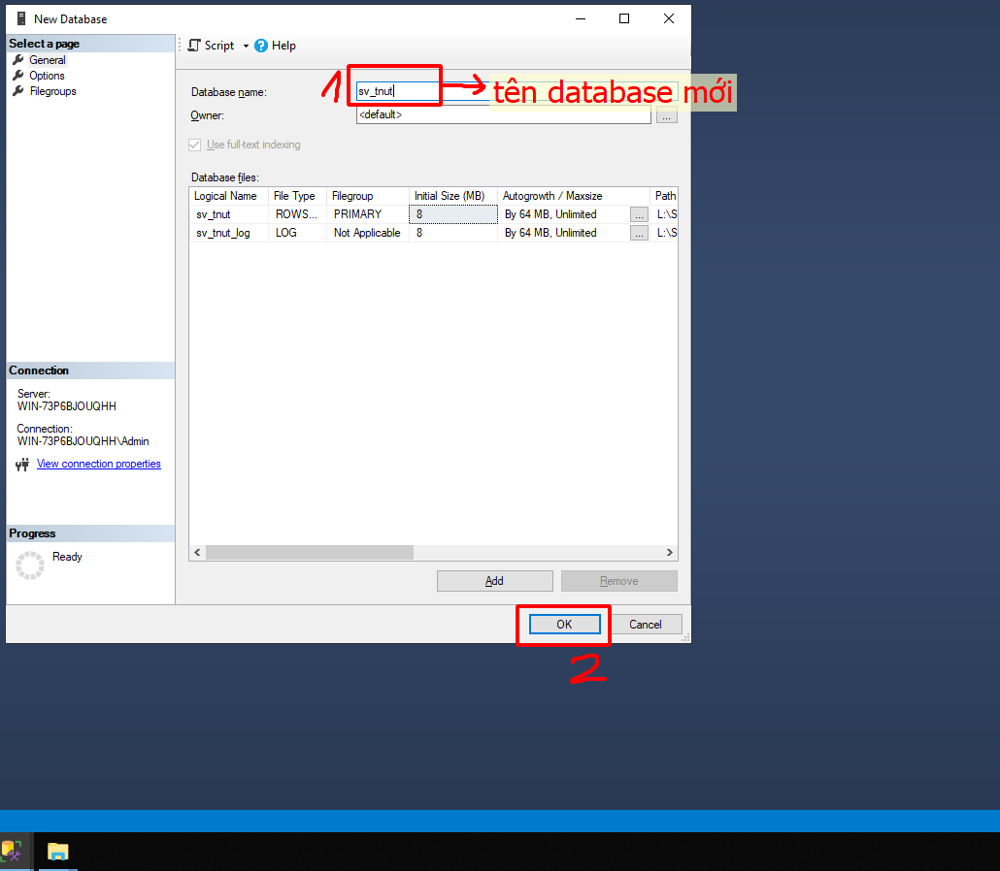 New Database
Select a page
General
Options
Filegroups
Script
Help
1
Database name:
sv_tnut
tên database mới
Owner:
<default>
...
Use full-text indexing
Database files:
Logical Name File Type Filegroup Initial Size (MB) Autogrowth / Maxsize Path
sv_tnut ROWS... PRIMARY 8 By 64 MB, Unlimited ... L:\S
sv_tnut_log LOG Not Applicable 8 By 64 MB, Unlimited ... L:\S
Connection
Server:
WIN-73P6BJOUQHH
Connection:
WIN-73P6BJOUQHH\Admin
View connection properties
Progress
Ready
Add
Remove
OK
Cancel
2